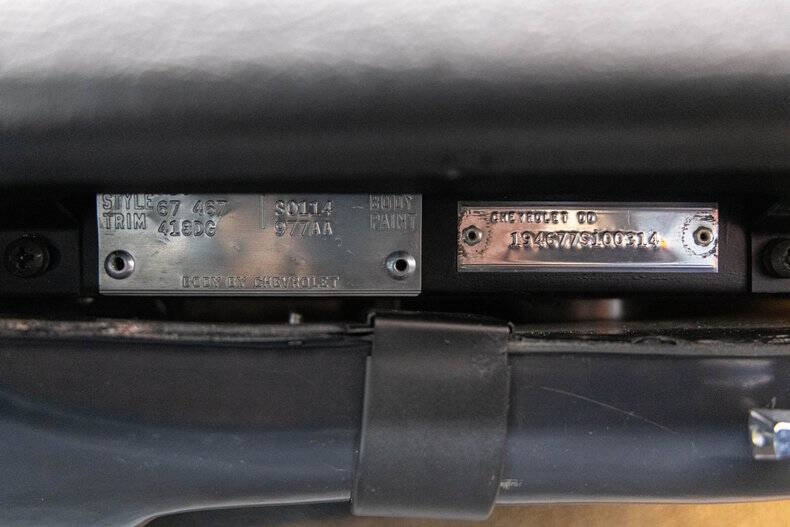 STYLE 67 467 S0114 BODY
TRIM 418DG 977AA PAINT
BODY BY CHEVROLET
CHEVROLET CO
194677S100314